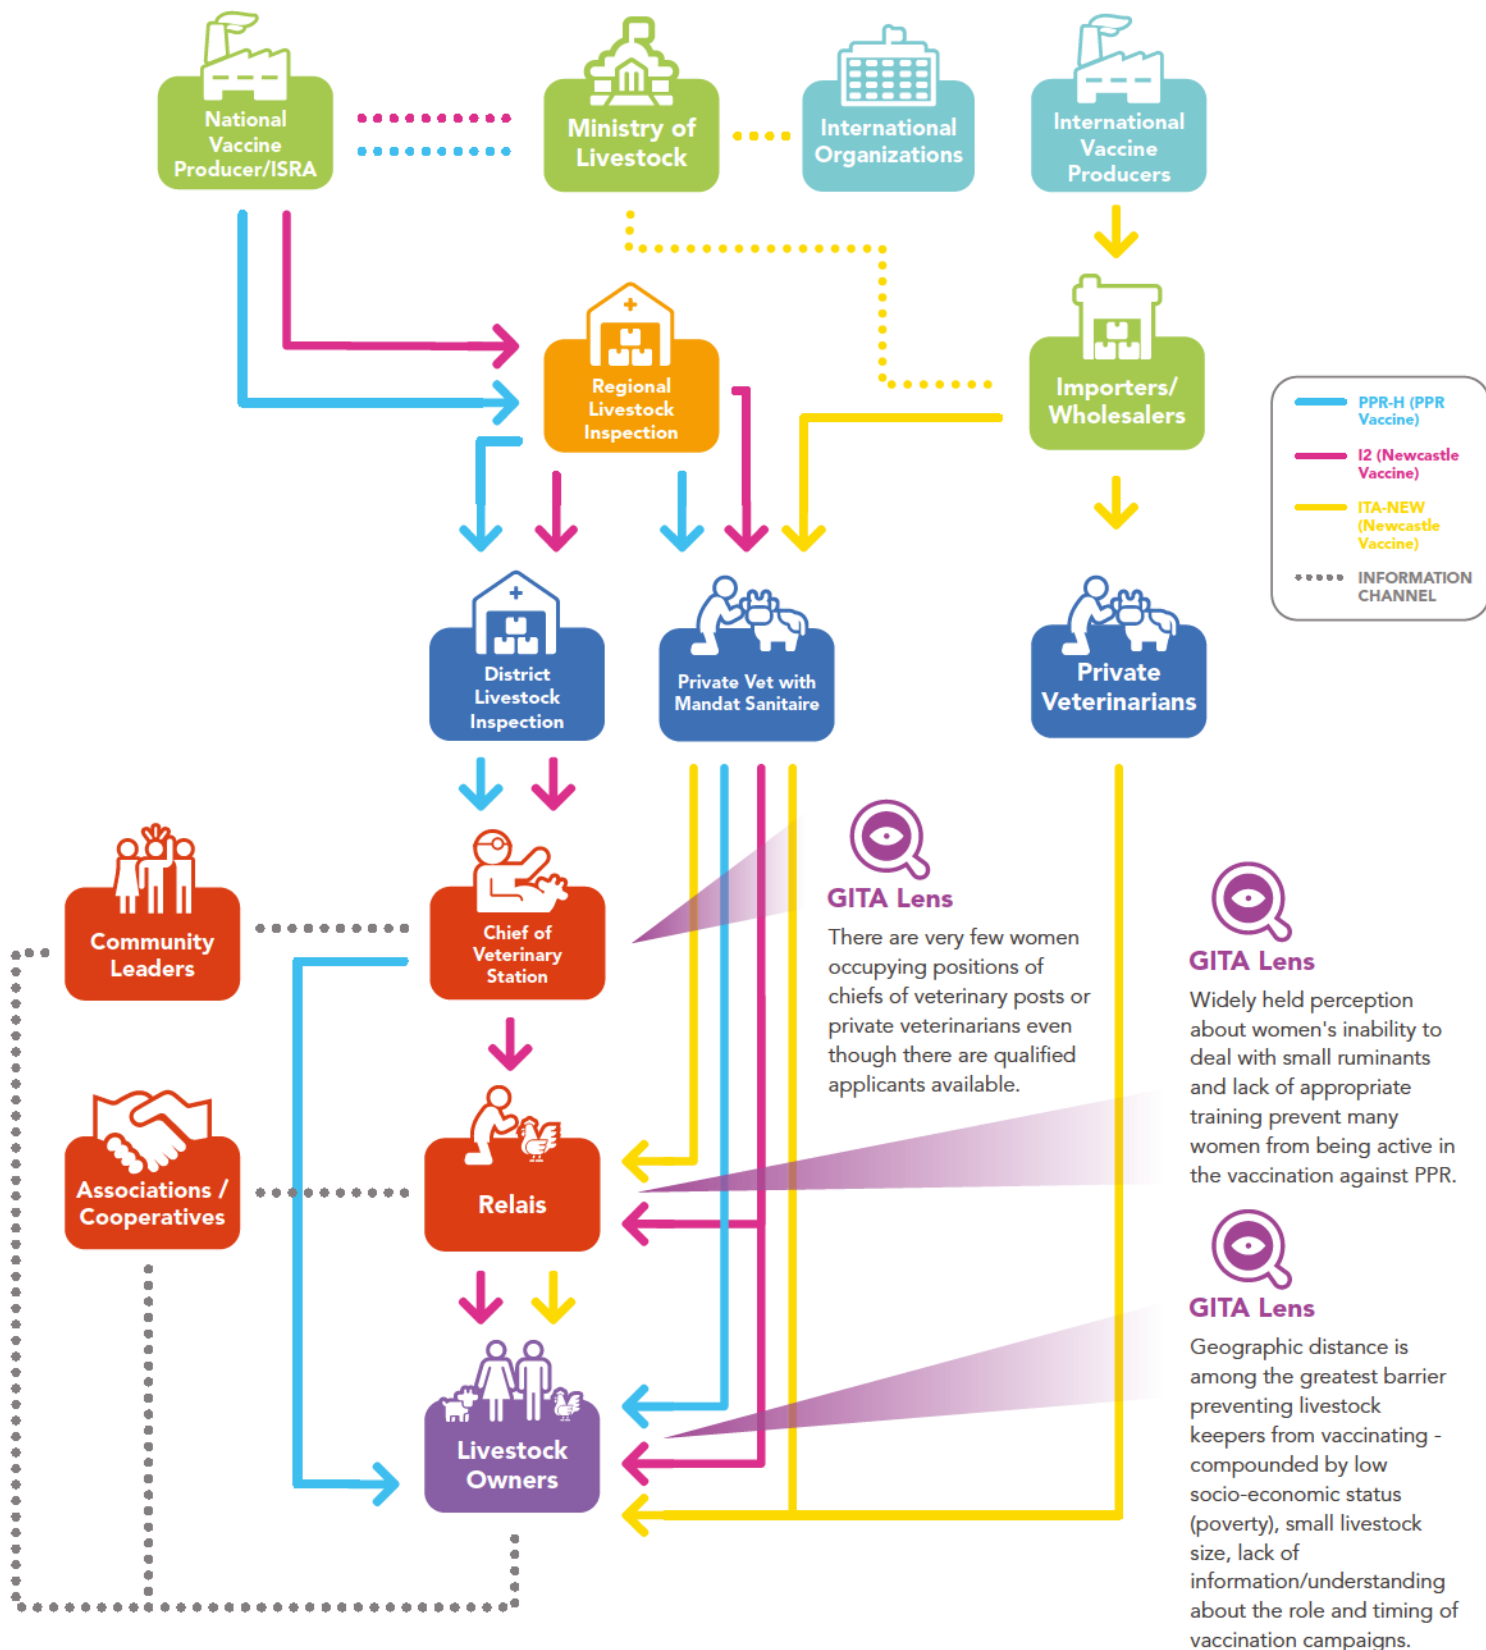 National
Vaccine
Producer/ISRA
Ministry of
Livestock
International
Organizations
International
Vaccine
Producers
Regional
Livestock
Inspection
Importers/
Wholesalers
PPR-H (PPR
Vaccine)
I2 (Newcastle
Vaccine)
ITA-NEW
(Newcastle
Vaccine)
INFORMATION
CHANNEL
District
Livestock
Inspection
Private Vet with
Mandat Sanitaire
Private
Veterinarians
Community
Leaders
Chief of
Veterinary
Station
GITA Lens
There are very few women
occupying positions of
chiefs of veterinary posts or
private veterinarians even
though there are qualified
applicants available.
GITA Lens
Widely held perception
about women's inability to
deal with small ruminants
and lack of appropriate
training prevent many
women from being active in
the vaccination against PPR.
Associations /
Cooperatives
Relais
GITA Lens
Geographic distance is
among the greatest barrier
preventing livestock
keepers from vaccinating -
compounded by low
socio-economic status
(poverty), small livestock
size, lack of
information/understanding
about the role and timing of
vaccination campaigns.
Livestock
Owners